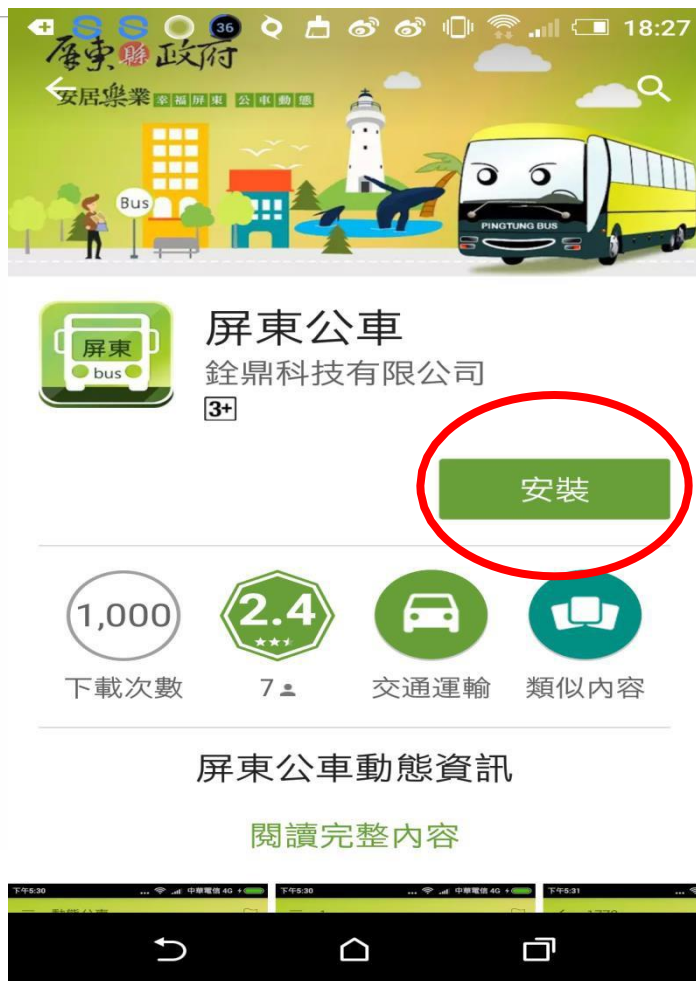 36
18:27
屏東縣政府
安居樂業 幸福屏東 公車動態
Bus
PINGTUNG BUS
屏東
bus
屏東公車
銓鼎科技有限公司
3+
安裝
1,000
2.4
下載次數
7
交通運輸
類似內容
屏東公車動態資訊
閱讀完整內容
下午5:30 ... 中華電信 4G
下午5:30 ... 中華電信 4G
下午5:31 ...